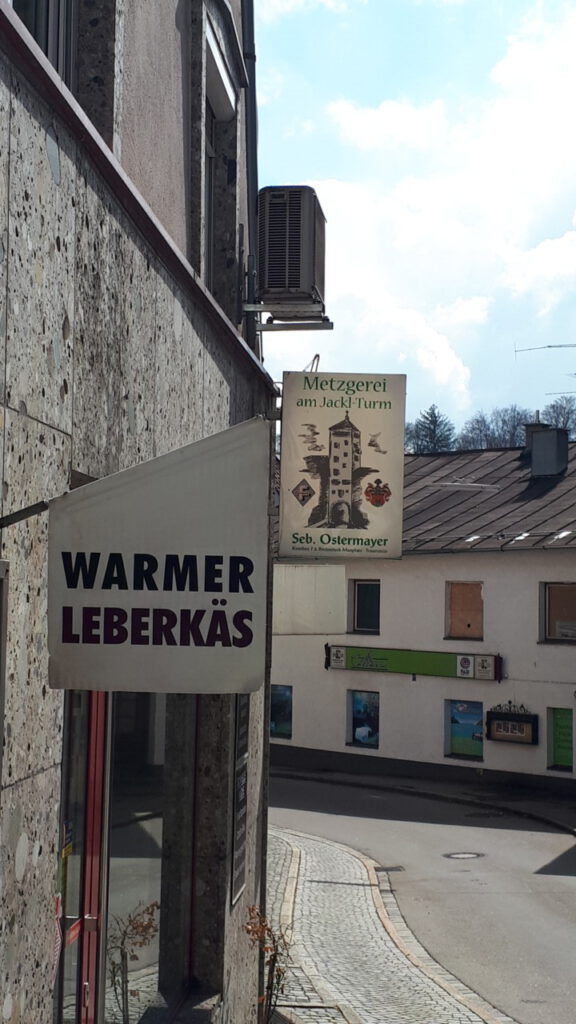 Metzgerei
am Jackl-Turm
Seb. Ostermayer
WARMER
LEBERKÄS